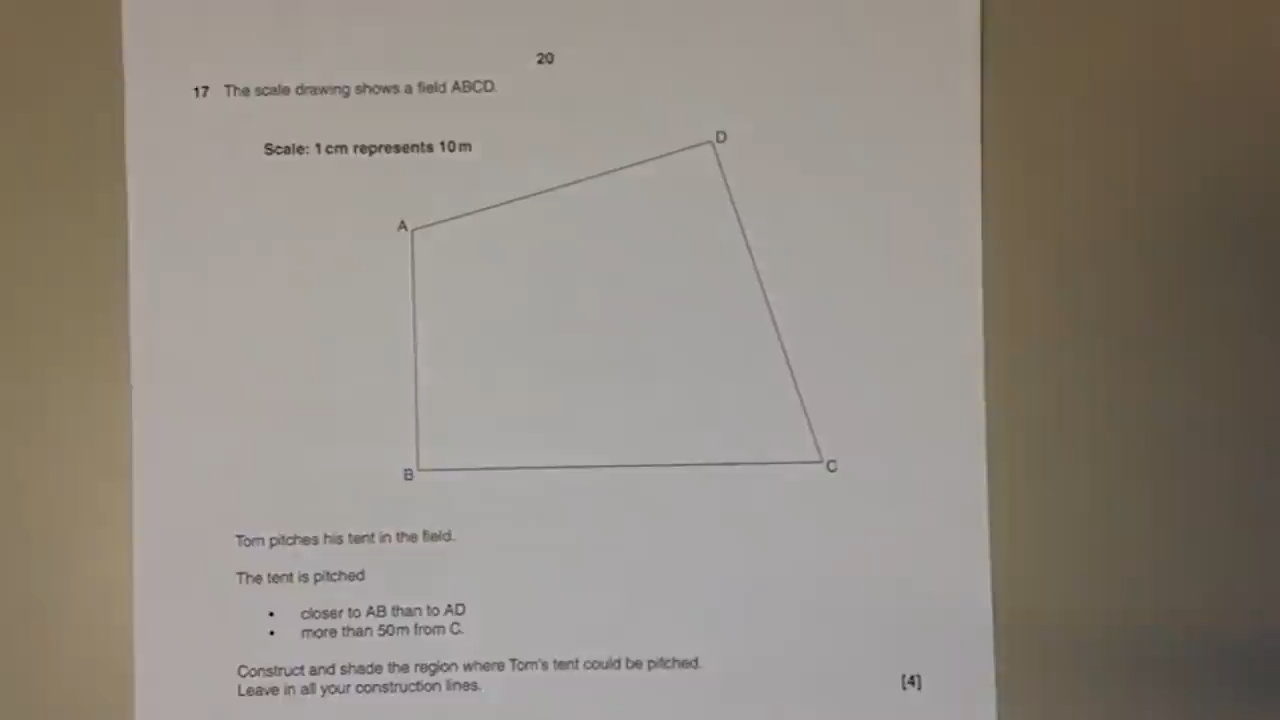 20
17 The scale drawing shows a field ABCD.
Scale: 1 cm represents 10 m
D
A
B
C
Tom pitches his tent in the field.
The tent is pitched
• closer to AB than to AD
• more than 50 m from C.
Construct and shade the region where Tom's tent could be pitched.
Leave in all your construction lines.
[4]